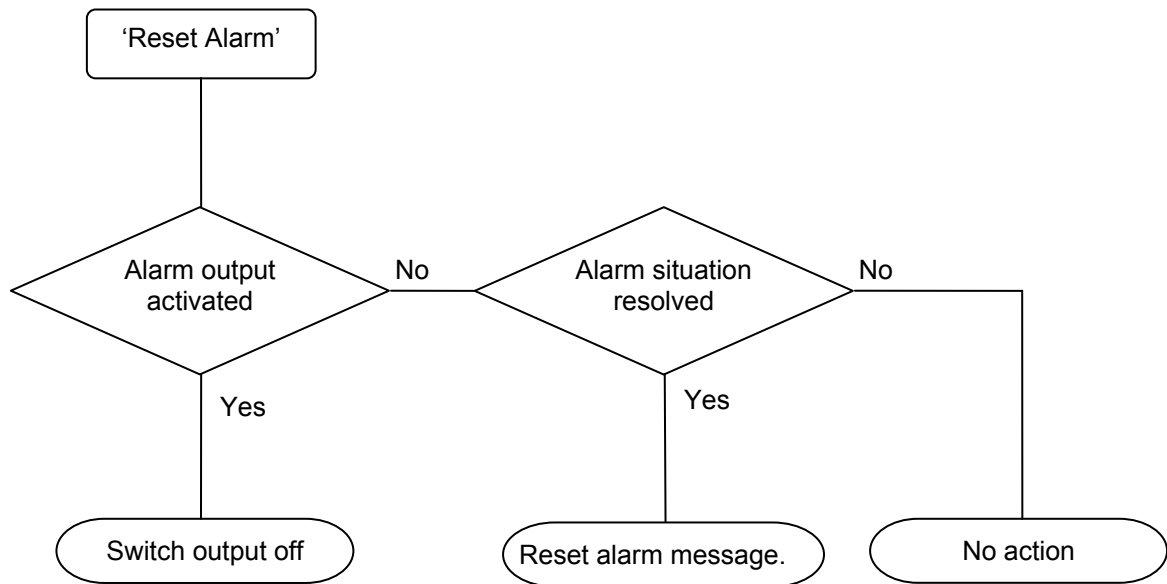 ‘Reset Alarm’
Alarm output
activated
No
Alarm situation
resolved
No
Yes
Yes
Switch output off
Reset alarm message.
No action